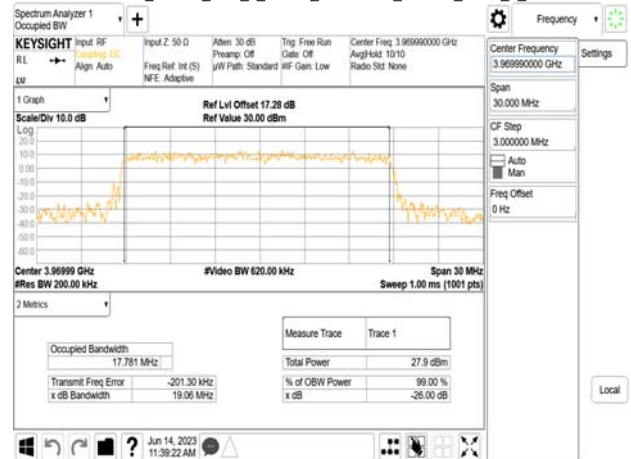 Spectrum Analyzer 1
Occupied BW
Frequency
KEYSIGHT Input: RF
Coupling: DC
Align: Auto
RL
LV
Input Z: 50 Ω
Freq Ref: Int (S)
NFE: Adaptive
Atten: 30 dB
Preamp: Off
µW Path: Standard
Trig: Free Run
Gate: Off
#IF Gain: Low
Center Freq: 3.969990000 GHz
Avg|Hold: 10/10
Radio Std: None
Center Frequency
3.969990000 GHz
Settings
Span
30.000 MHz
CF Step
3.000000 MHz
Auto
Man
Freq Offset
0 Hz
1 Graph
Scale/Div 10.0 dB
Ref Lvl Offset 17.28 dB
Ref Value 30.00 dBm
Log
20.0
10.0
0.00
-10.0
-20.0
-30.0
-40.0
-50.0
-60.0
Center 3.96999 GHz
#Res BW 200.00 kHz
#Video BW 620.00 kHz
Span 30 MHz
Sweep 1.00 ms (1001 pts)
2 Metrics
Measure Trace Trace 1
Occupied Bandwidth
17.781 MHz
Total Power 27.9 dBm
Transmit Freq Error -201.30 kHz
% of OBW Power 99.00 %
x dB Bandwidth 19.06 MHz
x dB -26.00 dB
Local
Jun 14, 2023
11:39:22 AM